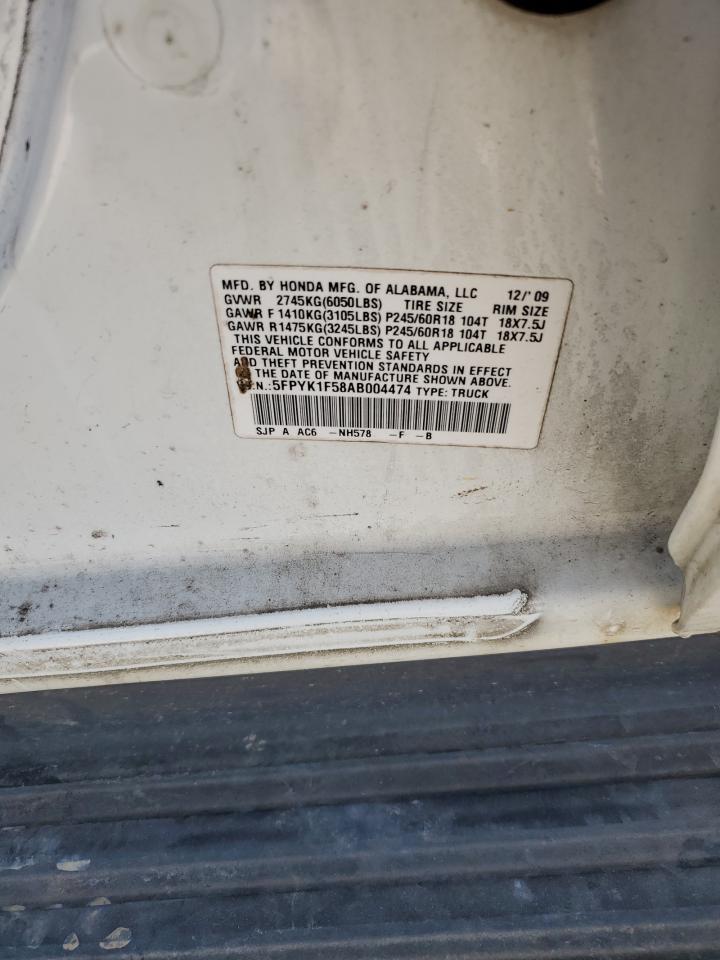 MFD. BY HONDA MFG. OF ALABAMA, LLC 12/'09
GVWR 2745KG(6050LBS) TIRE SIZE RIM SIZE
GAWR F 1410KG(3105LBS) P245/60R18 104T 18X7.5J
GAWR R1475KG(3245LBS) P245/60R18 104T 18X7.5J
THIS VEHICLE CONFORMS TO ALL APPLICABLE
FEDERAL MOTOR VEHICLE SAFETY
AND THEFT PREVENTION STANDARDS IN EFFECT
THE DATE OF MANUFACTURE SHOWN ABOVE.
.N.:5FPYK1F58AB004474 TYPE: TRUCK
SJP A AC6 -NH578 -F -B